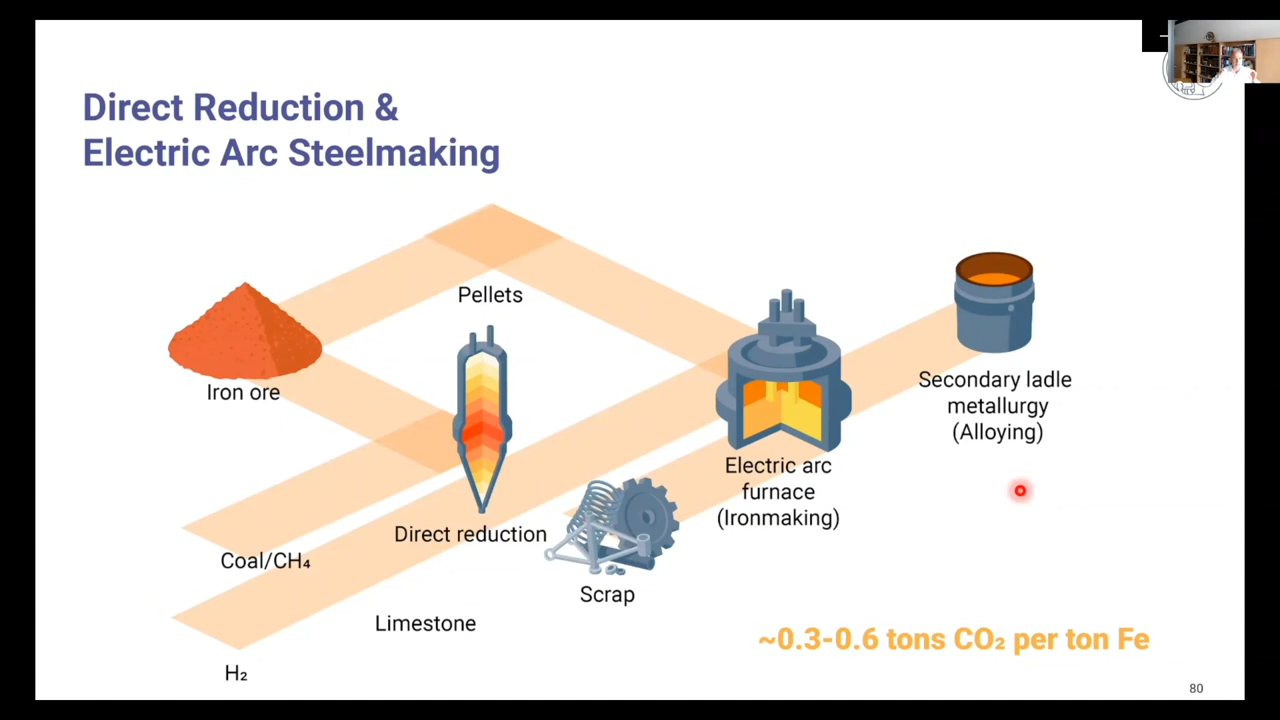 Direct Reduction &
Electric Arc Steelmaking
Pellets
Iron ore
Secondary ladle
metallurgy
(Alloying)
Electric arc
furnace
(Ironmaking)
Direct reduction
Coal/CH₄
Scrap
Limestone
~0.3-0.6 tons CO₂ per ton Fe
H₂
80